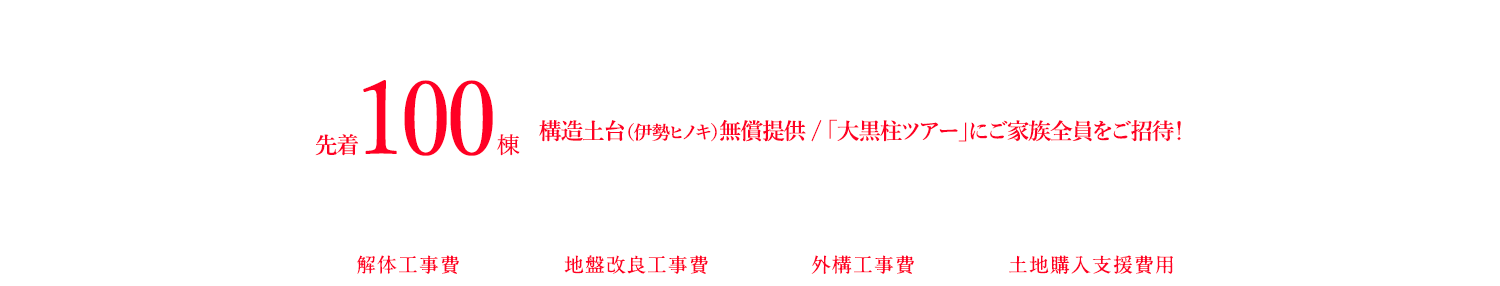 先着100棟 構造土台(伊勢ヒノキ)無償提供 /「大黒柱ツアー」にご家族全員をご招待!
解体工事費 地盤改良工事費 外構工事費 土地購入支援費用